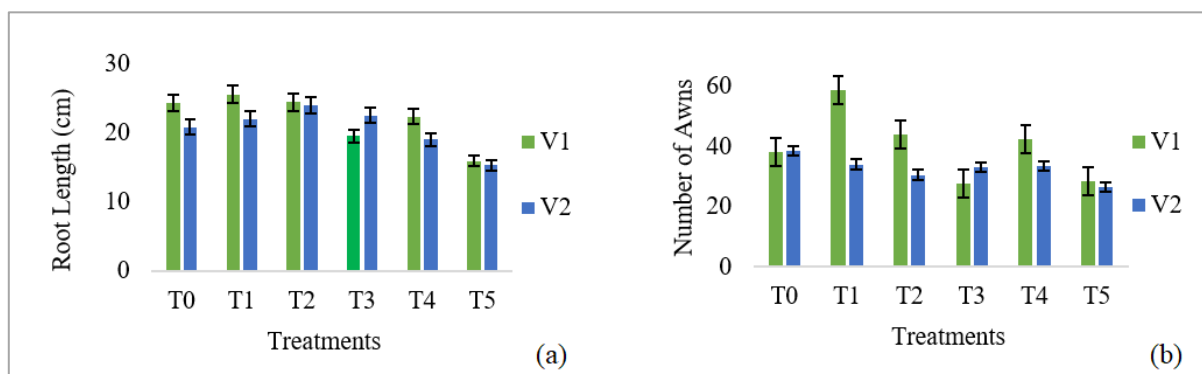 Root Length (cm)
30
20
10
0
T0 T1 T2 T3 T4 T5
Treatments
V1
V2
(a)
Number of Awns
60
40
20
0
T0 T1 T2 T3 T4 T5
Treatments
V1
V2
(b)